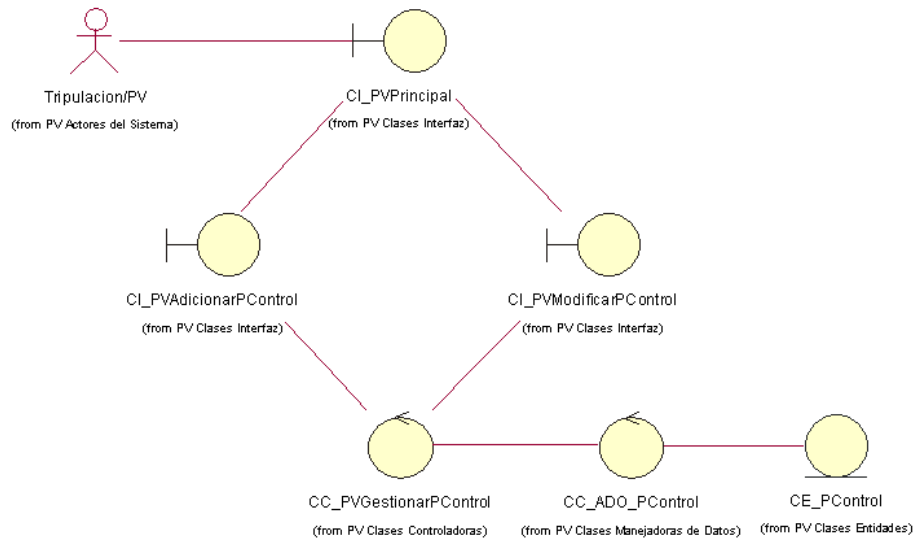 Tripulacion/PV
(from PV Actores del Sistema)
CI_PVPrincipal
(from PV Clases Interfaz)
CI_PVAdicionarPControl
(from PV Clases Interfaz)
CI_PVModificarPControl
(from PV Clases Interfaz)
CC_PVGestionarPControl
(from PV Clases Controladoras)
CC_ADO_PControl
(from PV Clases Manejadoras de Datos)
CE_PControl
(from PV Clases Entidades)